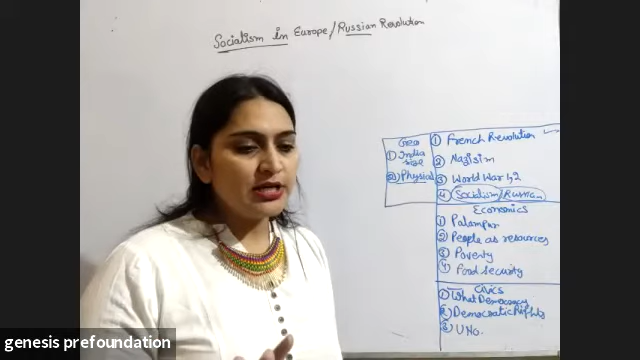 Socialism in Europe/Russian Revolution
Geo
① India
size
② Physical
① French Revolution
② Nazisim
③ World War 1,2
④ Socialism/Russian
Economics
① Palampur
② People as resources
③ Poverty
④ Food Security
Civics
① What Democracy
② Democratic Rights
③ UNo.
genesis prefoundation